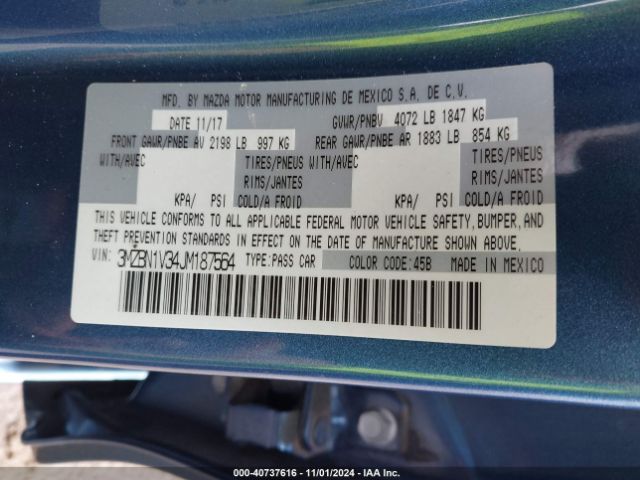 MFD. BY MAZDA MOTOR MANUFACTURING DE MEXICO S.A. DE C.V.
DATE 11/17 GVWR/PNBV 4072 LB 1847 KG
FRONT GAWR/PNBE AV 2198 LB 997 KG REAR GAWR/PNBE AR 1883 LB 854 KG
WITH/AVEC TIRES/PNEUS WITH/AVEC TIRES/PNEUS
RIMS/JANTES RIMS/JANTES
KPA/ PSI COLD/A FROID KPA/ PSI COLD/A FROID
THIS VEHICLE CONFORMS TO ALL APPLICABLE FEDERAL MOTOR VEHICLE SAFETY, BUMPER, AND
THEFT PREVENTION STANDARDS IN EFFECT ON THE DATE OF MANUFACTURE SHOWN ABOVE.
VIN: 3MZBN1V34JM187564 TYPE:PASS CAR COLOR CODE:45B MADE IN MEXICO
000-40737616 - 11/01/2024 - IAA Inc.